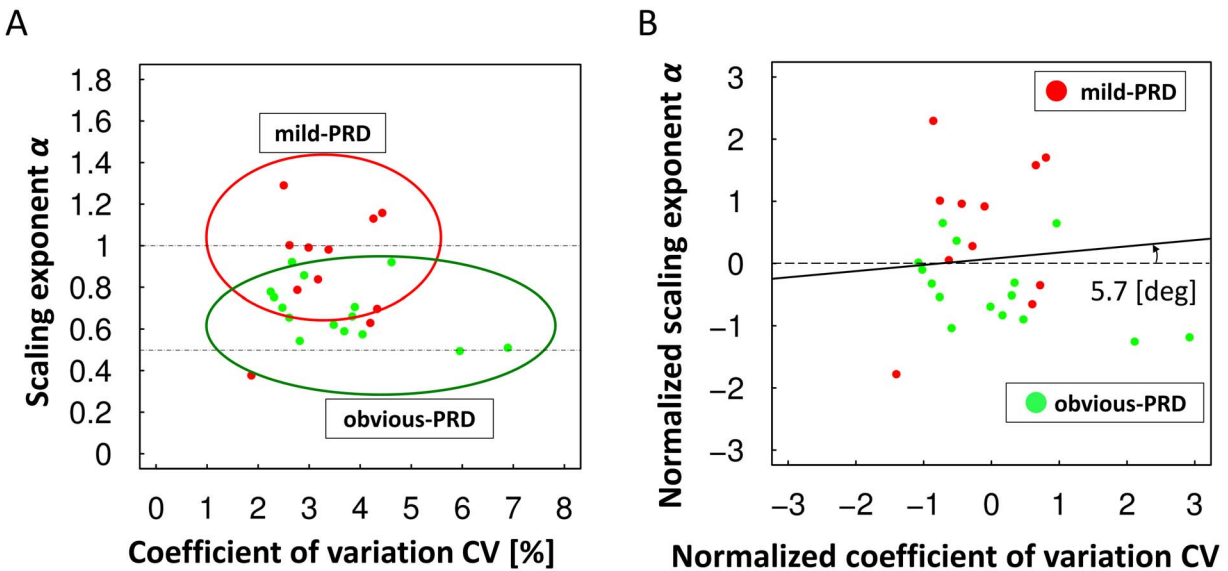 A
Scaling exponent α
1.8
1.6
1.4
1.2
1
0.8
0.6
0.4
0.2
0
mild-PRD
obvious-PRD
0 1 2 3 4 5 6 7 8
Coefficient of variation CV [%]
B
Normalized scaling exponent α
3
2
1
0
−1
−2
−3
mild-PRD
5.7 [deg]
obvious-PRD
−3 −2 −1 0 1 2 3
Normalized coefficient of variation CV